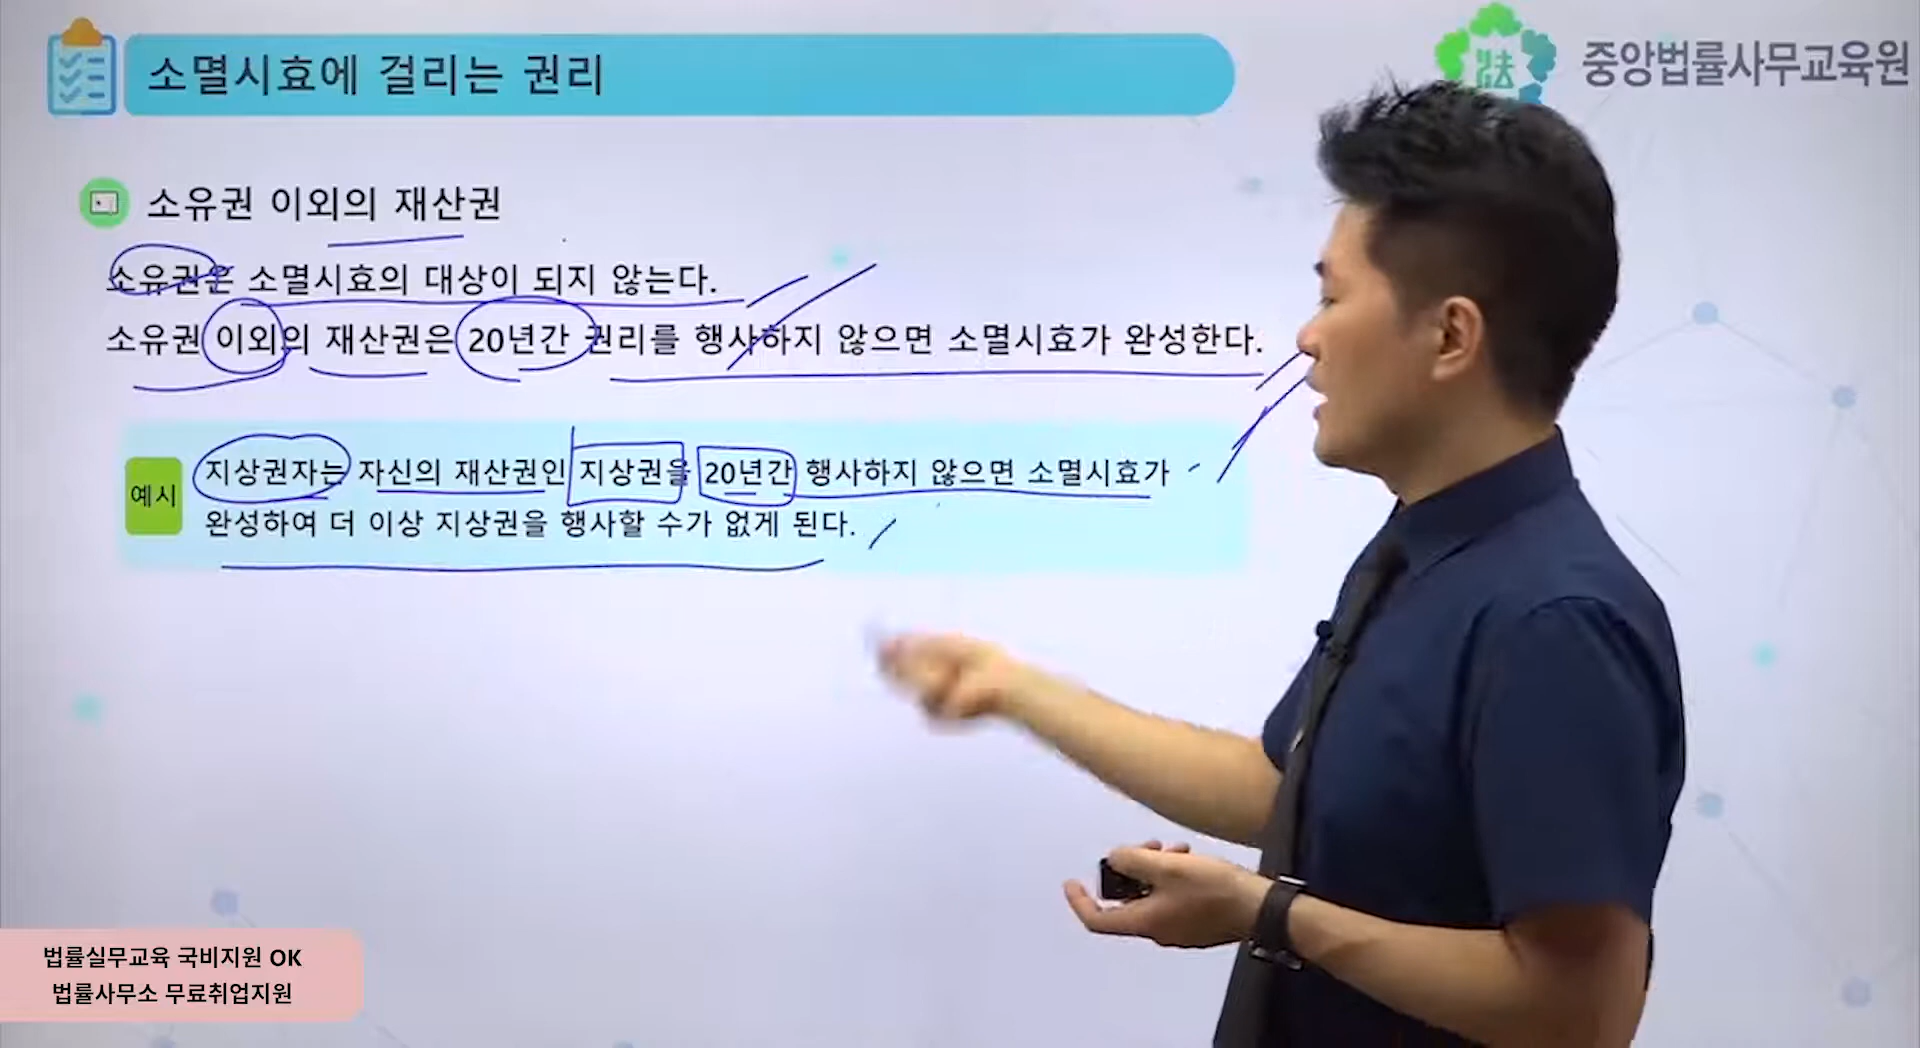 소멸시효에 걸리는 권리
法 중앙법률사무교육원
소유권 이외의 재산권
소유권은 소멸시효의 대상이 되지 않는다.
소유권 이외의 재산권은 20년간 권리를 행사하지 않으면 소멸시효가 완성한다.
예시
지상권자는 자신의 재산권인 지상권을 20년간 행사하지 않으면 소멸시효가
완성하여 더 이상 지상권을 행사할 수가 없게 된다.
법률실무교육 국비지원 OK
법률사무소 무료취업지원